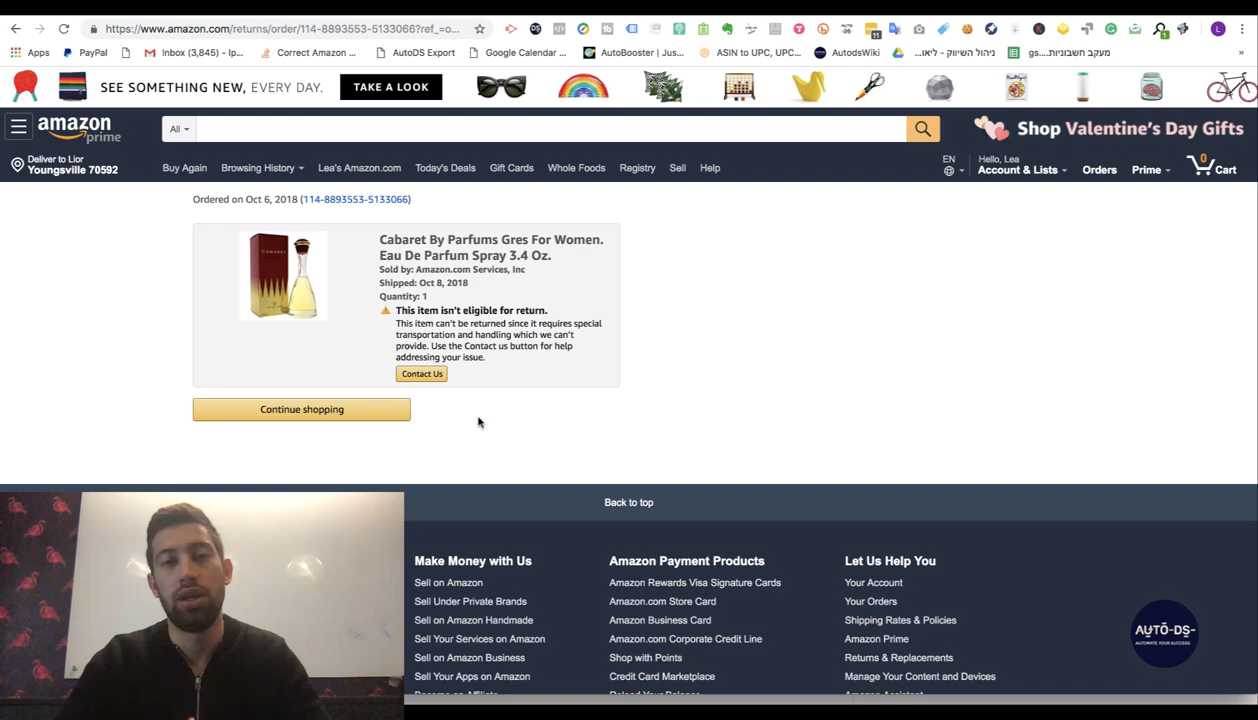 https://www.amazon.com/returns/order/114-8893553-5133066?ref_=o...
Apps PayPal Inbox (3,845) - lp... Correct Amazon ... AutoDS Export Google Calendar ... AutoBooster | Jus... ASIN to UPC, UPC... AutodsWiki ניהול השיווק - ליאו... מעקב חשבוניות....gs »
SEE SOMETHING NEW, EVERY DAY. TAKE A LOOK
amazon
prime
All
Shop Valentine's Day Gifts
Deliver to Lior
Youngsville 70592
Buy Again Browsing History Lea's Amazon.com Today's Deals Gift Cards Whole Foods Registry Sell Help
EN
Hello, Lea
Account & Lists Orders Prime 0 Cart
Ordered on Oct 6, 2018 (114-8893553-5133066)
Cabaret By Parfums Gres For Women.
Eau De Parfum Spray 3.4 Oz.
Sold by: Amazon.com Services, Inc
Shipped: Oct 8, 2018
Quantity: 1
This item isn't eligible for return.
This item can't be returned since it requires special
transportation and handling which we can't
provide. Use the Contact us button for help
addressing your issue.
Contact Us
Continue shopping
Back to top
Make Money with Us
Sell on Amazon
Sell Under Private Brands
Sell on Amazon Handmade
Sell Your Services on Amazon
Sell on Amazon Business
Sell Your Apps on Amazon
Become an Affiliate
Amazon Payment Products
Amazon Rewards Visa Signature Cards
Amazon.com Store Card
Amazon Business Card
Amazon.com Corporate Credit Line
Shop with Points
Credit Card Marketplace
Reload Your Balance
Let Us Help You
Your Account
Your Orders
Shipping Rates & Policies
Amazon Prime
Returns & Replacements
Manage Your Content and Devices
Amazon Assistant
AUTO-DS-
AUTOMATE YOUR SUCCESS